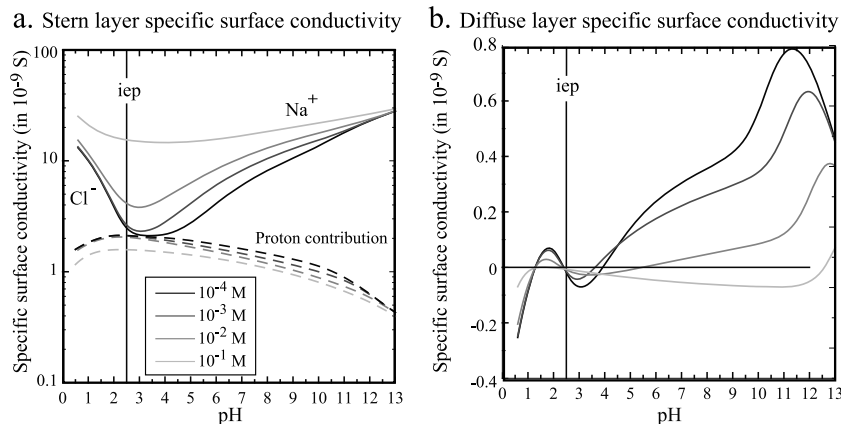 a. Stern layer specific surface conductivity
Specific surface conductivity (in 10⁻⁹ S)
100
10
1
0.1
iep
Na⁺
Cl⁻
Proton contribution
10⁻⁴ M
10⁻³ M
10⁻² M
10⁻¹ M
0 1 2 3 4 5 6 7 8 9 10 11 12 13
pH
b. Diffuse layer specific surface conductivity
Specific surface conductivity (in 10⁻⁹ S)
0.8
0.6
0.4
0.2
0
-0.2
-0.4
iep
0 1 2 3 4 5 6 7 8 9 10 11 12 13
pH